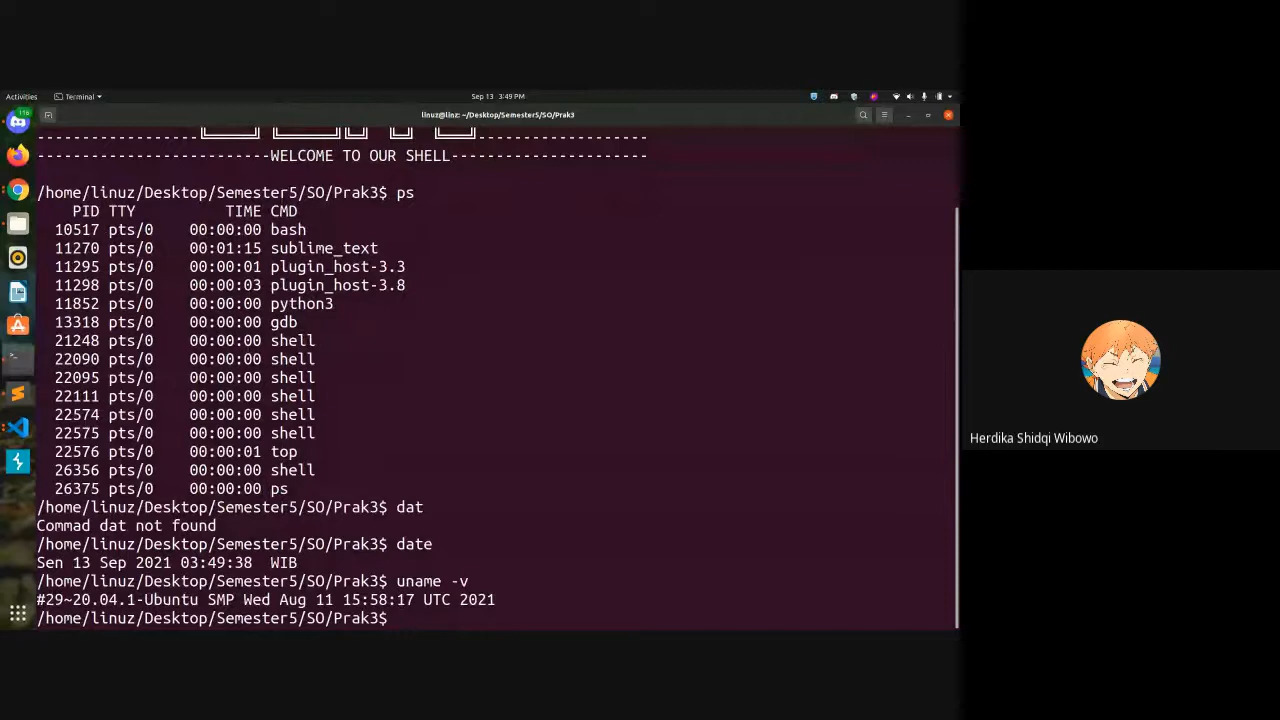 Activities
Terminal
Sep 13 3:49 PM
linuz@linz: ~/Desktop/Semester5/SO/Prak3
116
-------------------------WELCOME TO OUR SHELL---------------------
/home/linuz/Desktop/Semester5/SO/Prak3$ ps
PID TTY TIME CMD
10517 pts/0 00:00:00 bash
11270 pts/0 00:01:15 sublime_text
11295 pts/0 00:00:01 plugin_host-3.3
11298 pts/0 00:00:03 plugin_host-3.8
11852 pts/0 00:00:00 python3
13318 pts/0 00:00:00 gdb
21248 pts/0 00:00:00 shell
22090 pts/0 00:00:00 shell
22095 pts/0 00:00:00 shell
22111 pts/0 00:00:00 shell
22574 pts/0 00:00:00 shell
22575 pts/0 00:00:00 shell
22576 pts/0 00:00:01 top
26356 pts/0 00:00:00 shell
26375 pts/0 00:00:00 ps
/home/linuz/Desktop/Semester5/SO/Prak3$ dat
Commad dat not found
/home/linuz/Desktop/Semester5/SO/Prak3$ date
Sen 13 Sep 2021 03:49:38  WIB
/home/linuz/Desktop/Semester5/SO/Prak3$ uname -v
#29~20.04.1-Ubuntu SMP Wed Aug 11 15:58:17 UTC 2021
/home/linuz/Desktop/Semester5/SO/Prak3$
Herdika Shidqi Wibowo